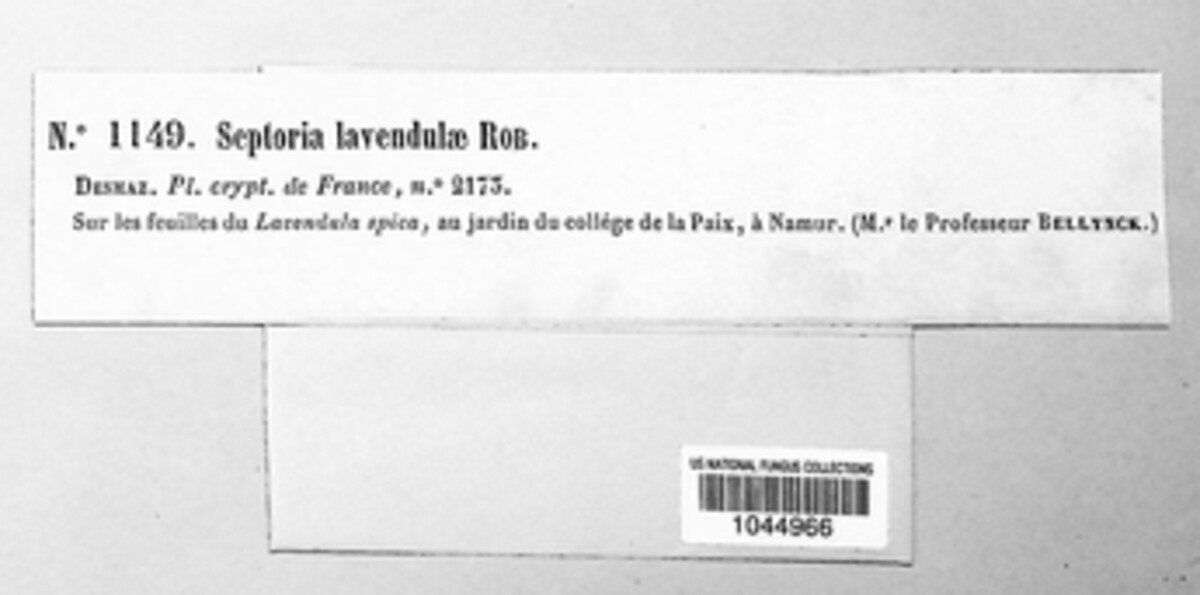 N.° 1149. Septoria lavendulæ ROB.
DESMAZ. Pl. crypt. de France, n.° 2173.
Sur les feuilles du Lavendula spica, au jardin du collége de la Paix, à Namur. (M.r le Professeur BELLYNCK.)
US NATIONAL FUNGUS COLLECTIONS
1044966